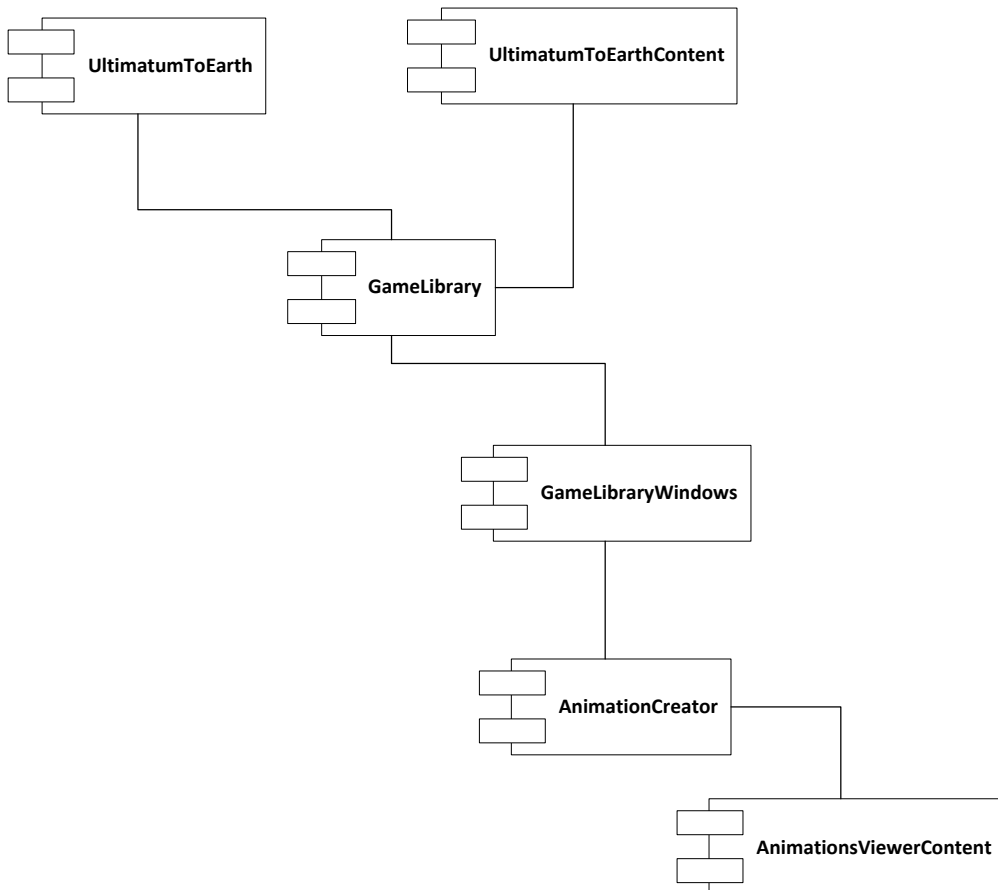 UltimatumToEarth
UltimatumToEarthContent
GameLibrary
GameLibraryWindows
AnimationCreator
AnimationsViewerContent